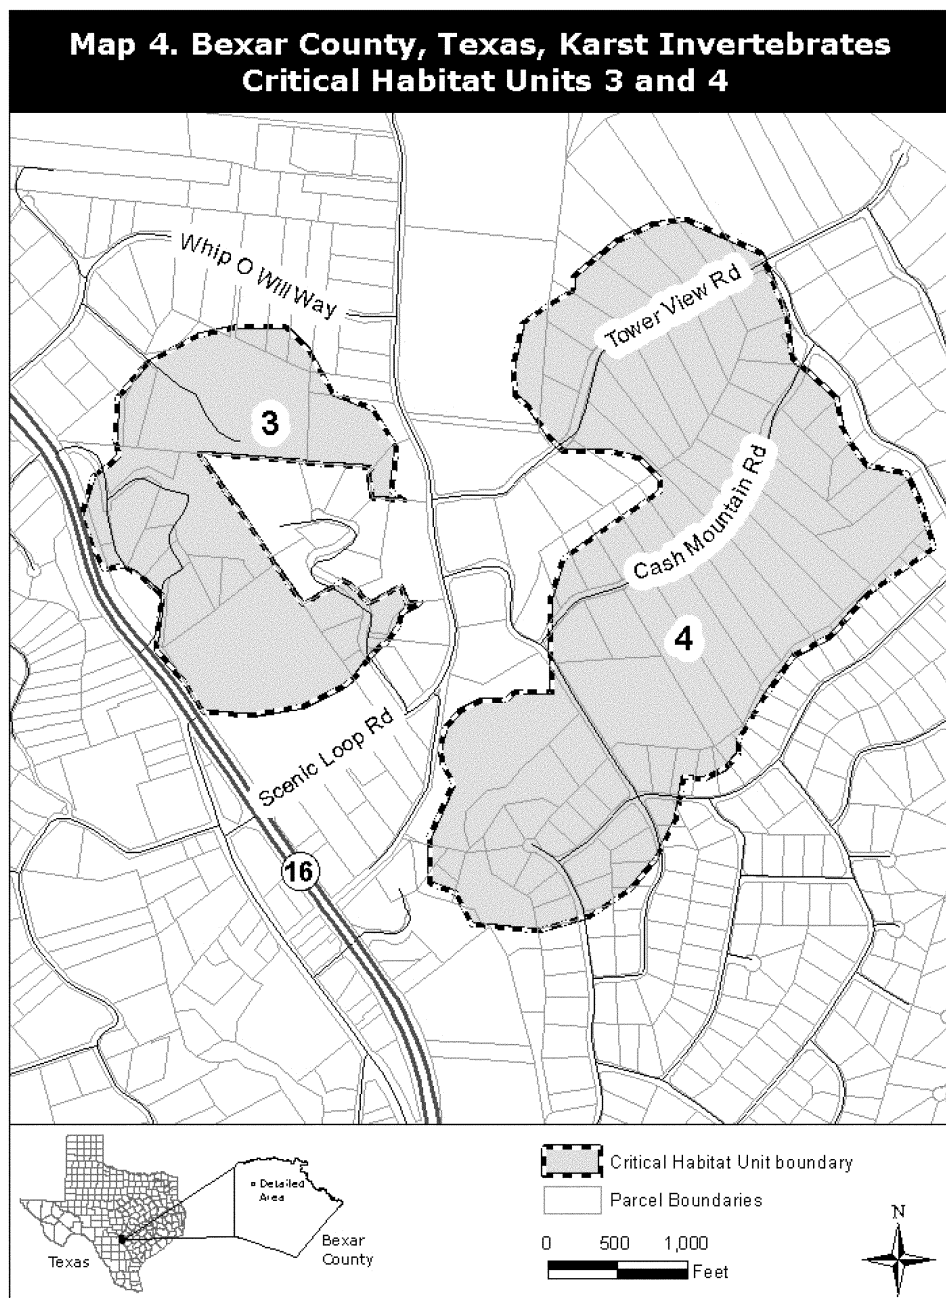 Map 4. Bexar County, Texas, Karst Invertebrates
Critical Habitat Units 3 and 4
Whip O Will Way
Tower View Rd
3
Cash Mountain Rd
4
Scenic Loop Rd
16
Critical Habitat Unit boundary
Parcel Boundaries
Detailed
Area
Texas
Bexar
County
0 500 1,000
Feet
N